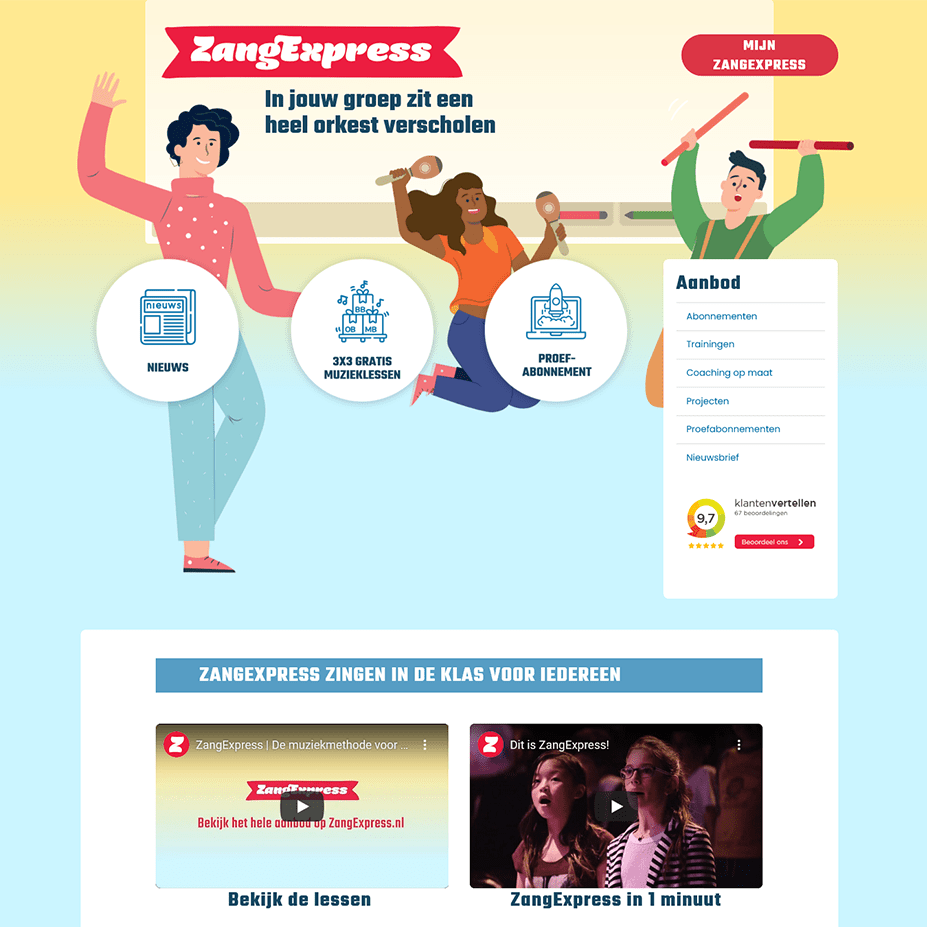 ZangExpress
MIJN
ZANGEXPRESS
In jouw groep zit een
heel orkest verscholen
nieuws
NIEUWS
BB
OB MB
3X3 GRATIS
MUZIEKLESSEN
PROEF-
ABONNEMENT
Aanbod
Abonnementen
Trainingen
Coaching op maat
Projecten
Proefabonnementen
Nieuwsbrief
9,7
klantenvertellen
67 beoordelingen
Beoordeel ons
ZANGEXPRESS ZINGEN IN DE KLAS VOOR IEDEREEN
Z ZangExpress | De muziekmethode voor ...
ZangExpress
Bekijk het hele aanbod op ZangExpress.nl
Z Dit is ZangExpress!
Bekijk de lessen
ZangExpress in 1 minuut